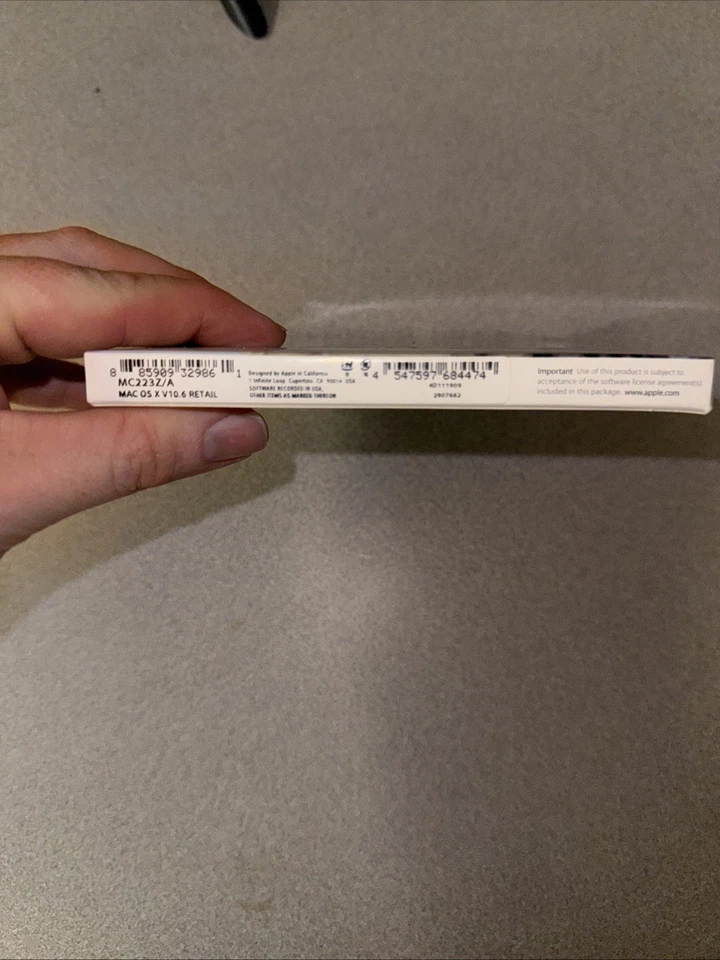 8 85909 32986 1
MC223Z/A
MAC OS X V10.6 RETAIL
Designed by Apple in California
1 Infinite Loop, Cupertino, CA 95014 USA
SOFTWARE RECORDED IN USA.
OTHER ITEMS AS MARKED THEREON
4 547597 684474
2907662
Important Use of this product is subject to
acceptance of the software license agreement(s)
included in this package. www.apple.com